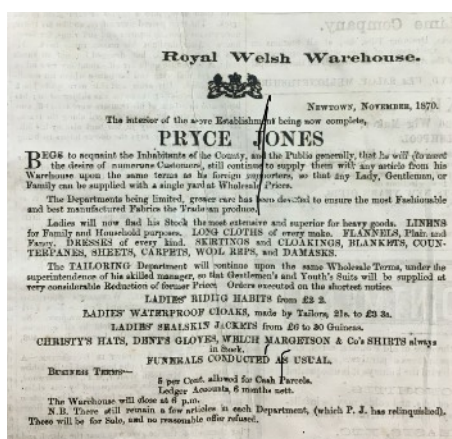 Royal Welsh Warehouse.
NEWTOWN, NOVEMBER, 1870.
The interior of the above Establishment being now complete,
PRYCE JONES
BEGS to acquaint the Inhabitants of the County, and the Public generally, that he will (to meet
the desire of numerous Customers), still continue to supply them with any article from his
Warehouse upon the same terms as his foreign supporters, so that any Lady, Gentleman, or
Family can be supplied with a single yard at Wholesale Prices.
The Departments being limited, greater care has been devoted to ensure the most Fashionable
and best manufactured Fabrics the Trade can produce.
Ladies will now find his Stock the most extensive and superior for heavy goods. LINENS
for Family and Household purposes. LONG CLOTHS of every make. FLANNELS, Plain and
Fancy. DRESSES of every kind. SKIRTINGS and CLOAKINGS, BLANKETS, COUN-
TERPANES, SHEETS, CARPETS, WOOL REPS, and DAMASKS.
The TAILORING Department will continue upon the same Wholesale Terms, under the
superintendence of his skilled manager, so that Gentlemen's and Youth's Suits will be supplied at
very considerable Reduction of former Prices. Orders executed on the shortest notice.
LADIES' RIDING HABITS from £2 2.
LADIES' WATERPROOF CLOAKS, made by Tailors, 21s. to £3 3s.
LADIES' SEALSKIN JACKETS from £6 to 30 Guineas.
CHRISTY'S HATS, DENT'S GLOVES, WELCH MARGETSON & Co's SHIRTS always
in Stock.
FUNERALS CONDUCTED AS USUAL.
BUSINESS TERMS—
5 per Cent. allowed for Cash Parcels.
Ledger Accounts, 6 months nett.
The Warehouse will close at 6 p.m.
N.B. There still remain a few articles in each Department, (which P. J. has relinquished).
These will be for Sale, and no reasonable offer refused.